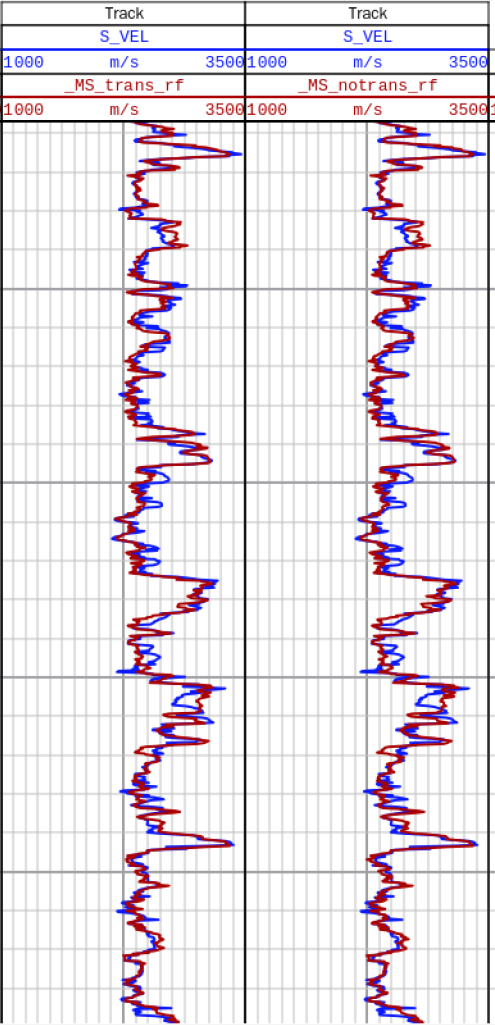 Track Track
S_VEL S_VEL
1000 m/s 3500 1000 m/s 3500
_MS_trans_rf _MS_notrans_rf
1000 m/s 3500 1000 m/s 3500